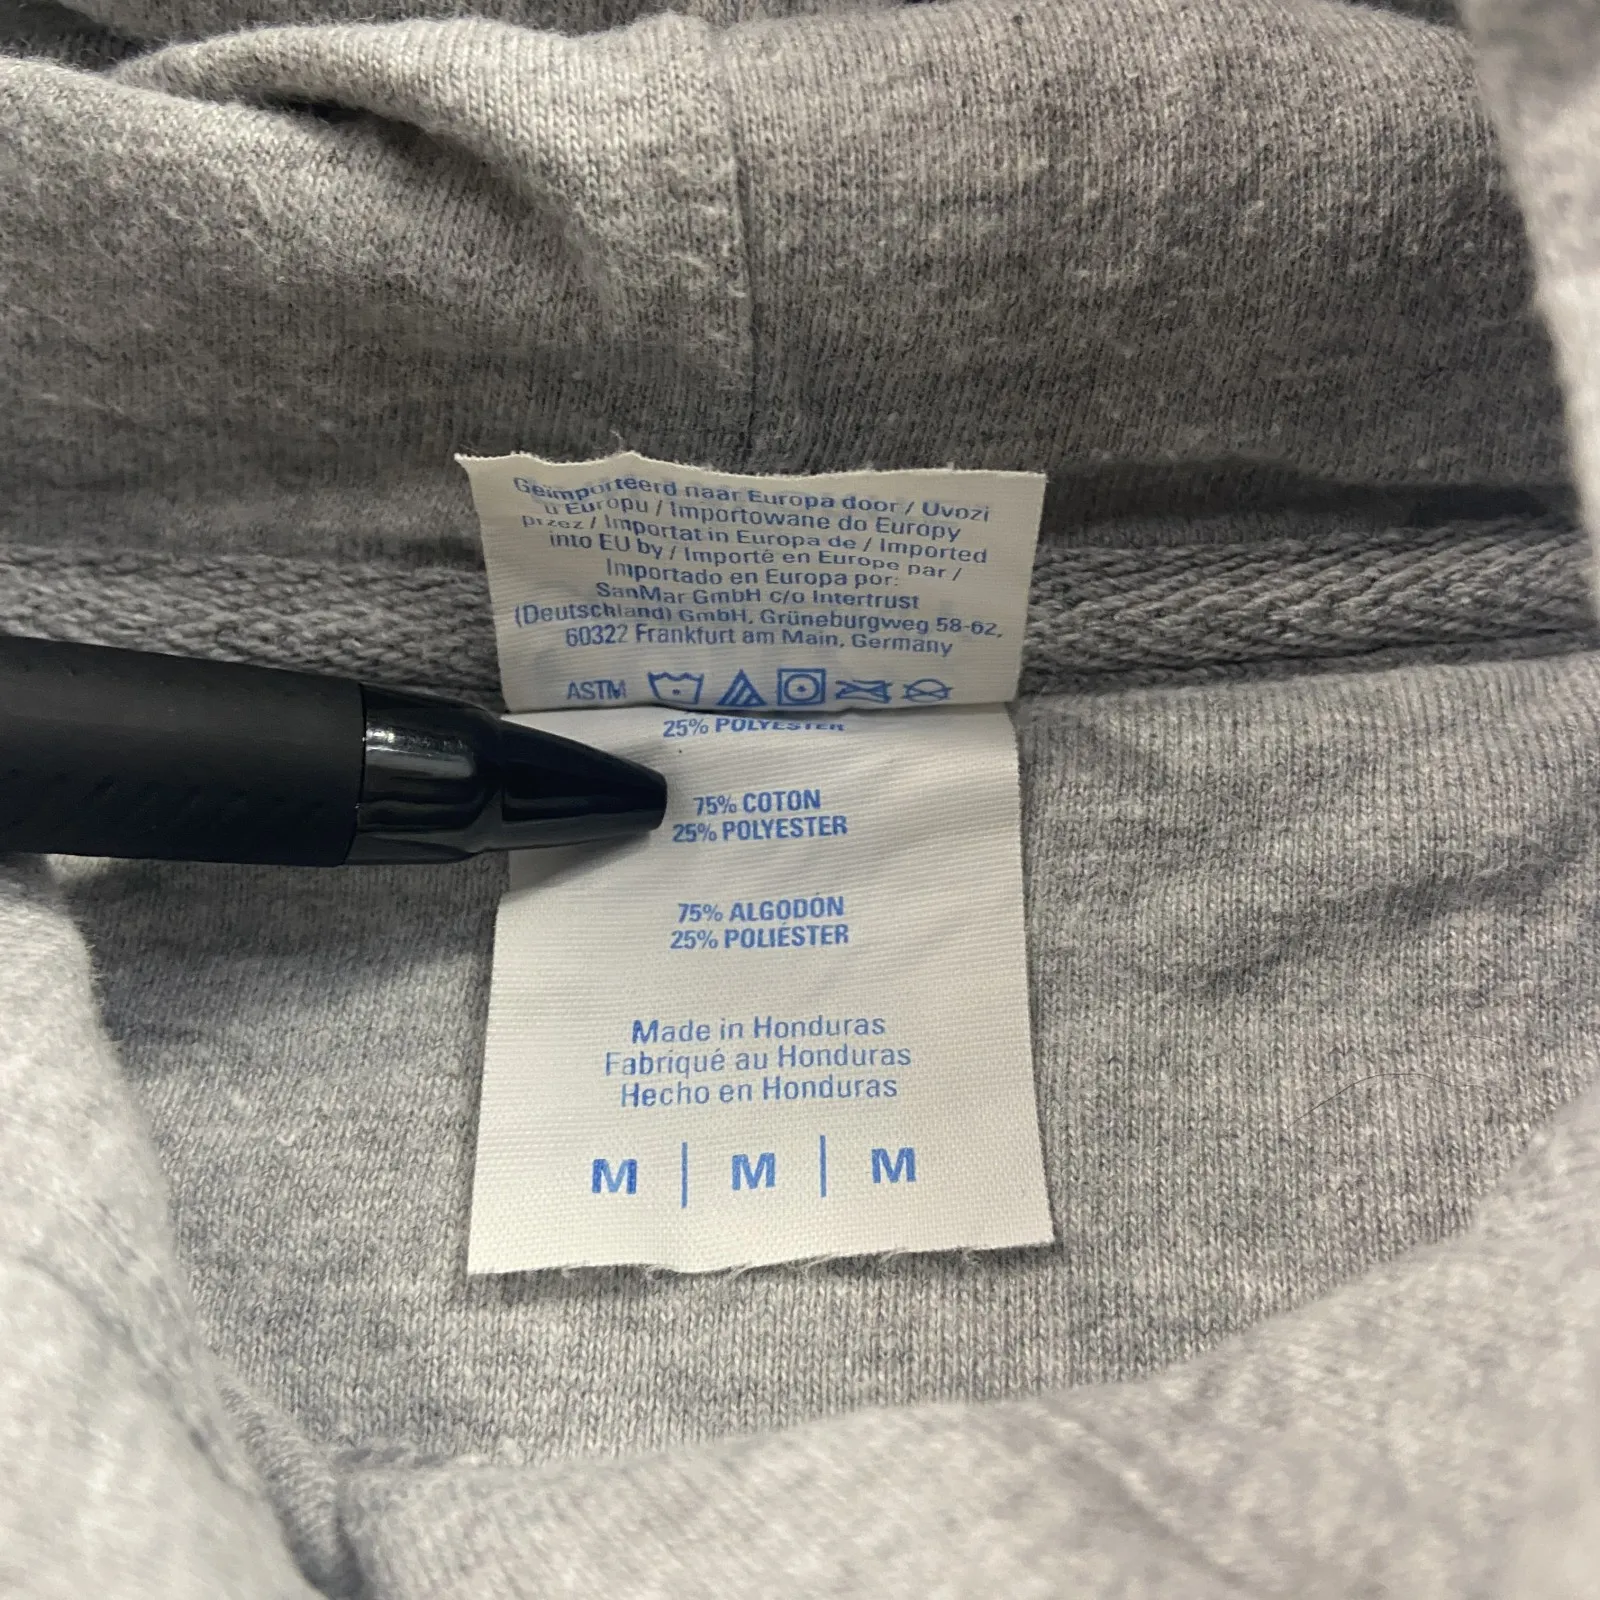 Geïmporteerd naar Europa door / Uvozi
u Europu / Importowane do Europy
przez / Importat in Europa de / Imported
into EU by / Importé en Europe par /
Importado en Europa por:
SanMar GmbH c/o Intertrust
(Deutschland) GmbH, Grüneburgweg 58-62,
60322 Frankfurt am Main, Germany
ASTM
25% POLYESTER
75% COTON
25% POLYESTER
75% ALGODÓN
25% POLIÉSTER
Made in Honduras
Fabriqué au Honduras
Hecho en Honduras
M | M | M